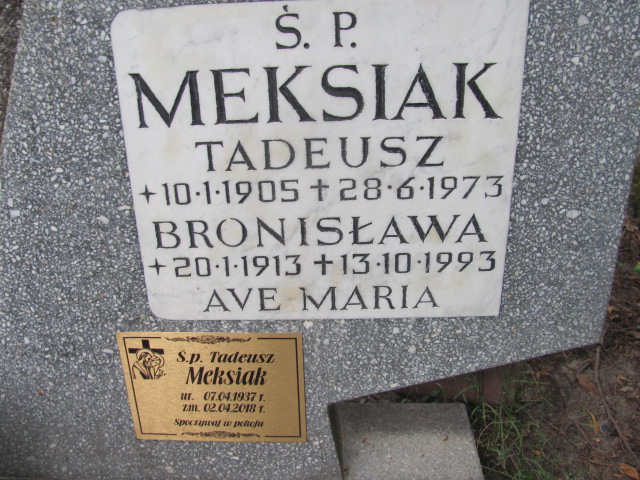 Ś. P.
MEKSIAK
TADEUSZ
+10·1·1905 +28·6·1973
BRONISŁAWA
+20·1·1913 +13·10·1993
AVE MARIA
Ś.p. Tadeusz
Meksiak
ur. 07.04.1937 r.
zm. 02.04.2018 r.
Spoczywaj w pokoju